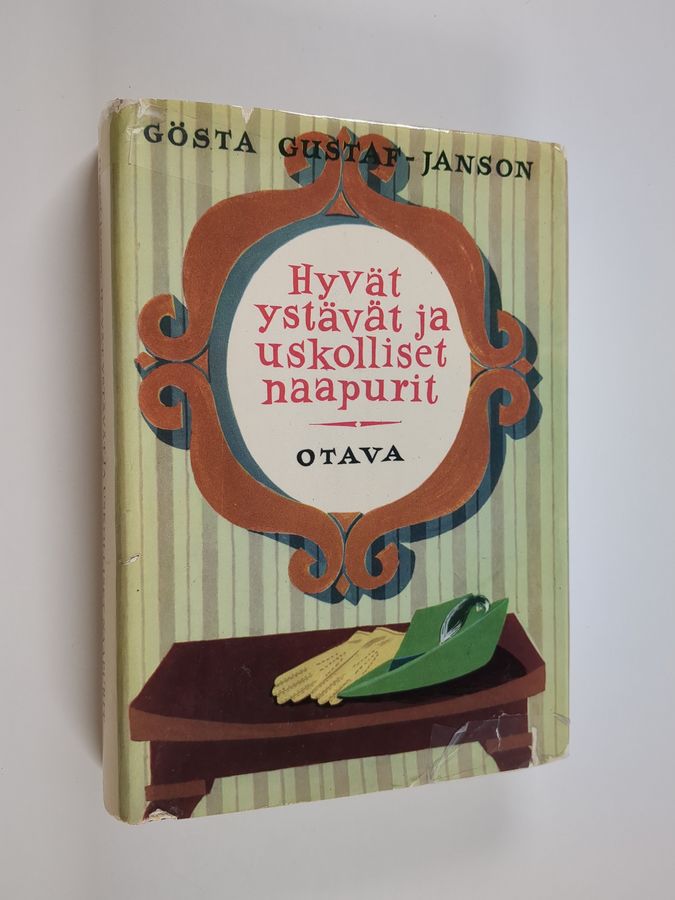 GÖSTA GUSTAF-JANSON
Hyvät
ystävät ja
uskolliset
naapurit
OTAVA